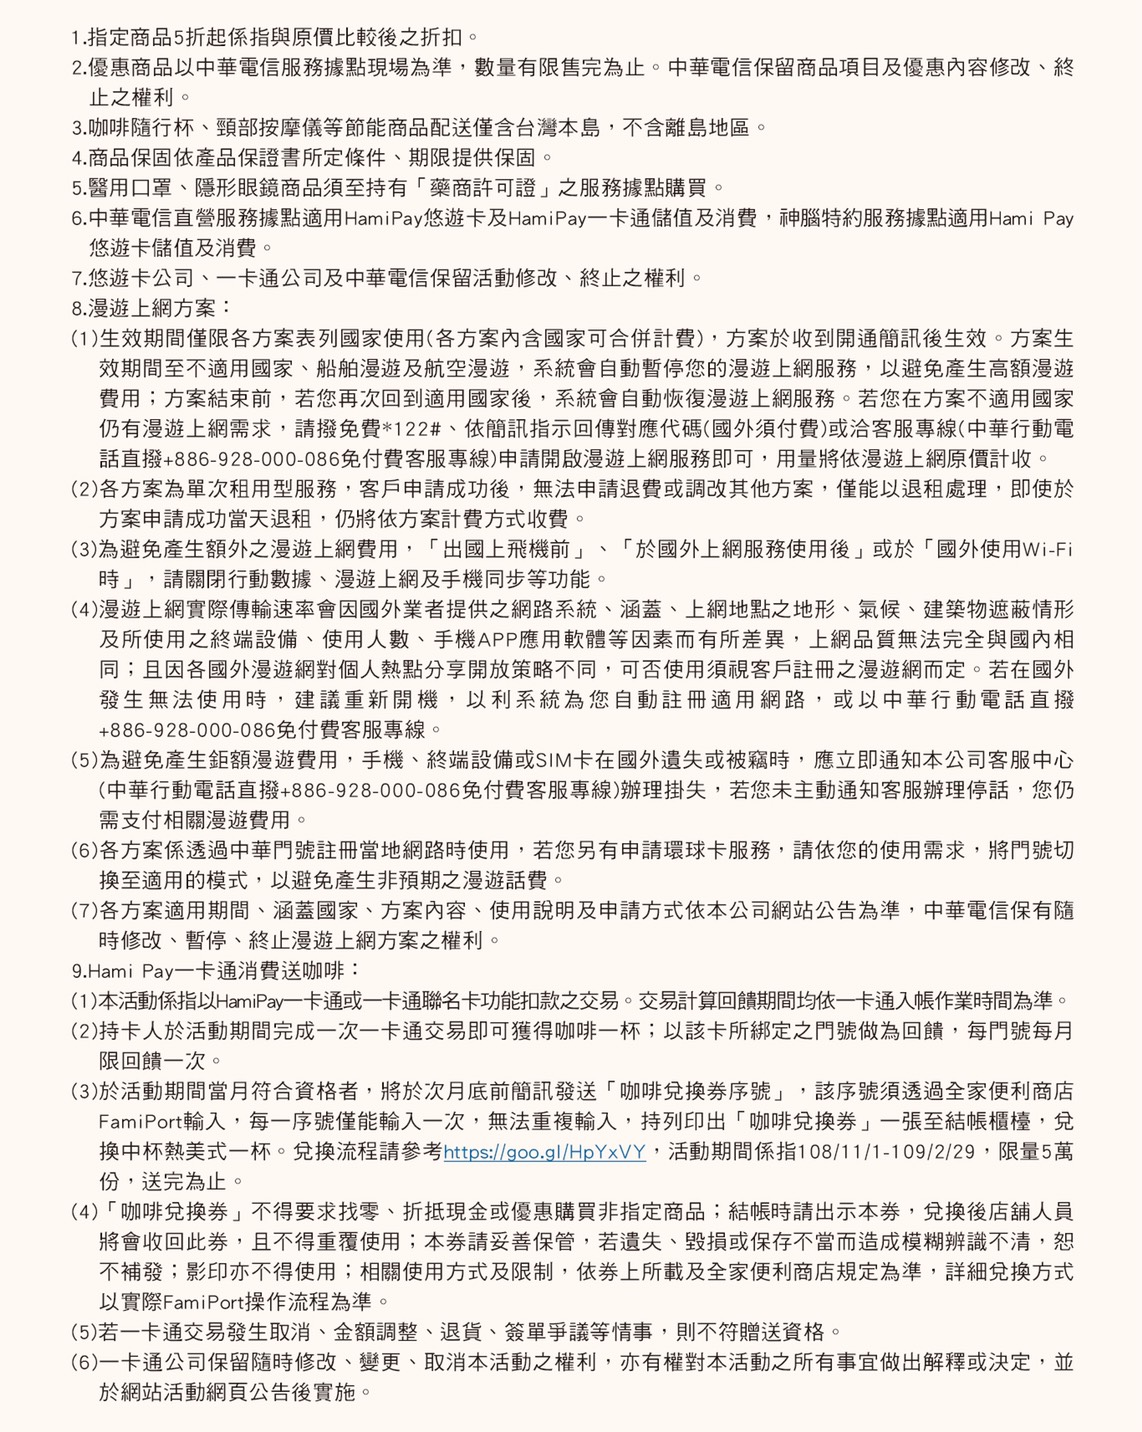 1.指定商品5折起係指與原價比較後之折扣。
2.優惠商品以中華電信服務據點現場為準，數量有限售完為止。中華電信保留商品項目及優惠內容修改、終
止之權利。
3.咖啡隨行杯、頸部按摩儀等節能商品配送僅含台灣本島，不含離島地區。
4.商品保固依產品保證書所定條件、期限提供保固。
5.醫用口罩、隱形眼鏡商品須至持有「藥商許可證」之服務據點購買。
6.中華電信直營服務據點適用HamiPay悠遊卡及HamiPay一卡通儲值及消費，神腦特約服務據點適用Hami Pay
悠遊卡儲值及消費。
7.悠遊卡公司、一卡通公司及中華電信保留活動修改、終止之權利。
8.漫遊上網方案：
(1)生效期間僅限各方案表列國家使用(各方案內含國家可合併計費)，方案於收到開通簡訊後生效。方案生
效期間至不適用國家、船舶漫遊及航空漫遊，系統會自動暫停您的漫遊上網服務，以避免產生高額漫遊
費用；方案結束前，若您再次回到適用國家後，系統會自動恢復漫遊上網服務。若您在方案不適用國家
仍有漫遊上網需求，請撥免費*122#、依簡訊指示回傳對應代碼(國外須付費)或洽客服專線(中華行動電
話直撥+886-928-000-086免付費客服專線)申請開啟漫遊上網服務即可，用量將依漫遊上網原價計收。
(2)各方案為單次租用型服務，客戶申請成功後，無法申請退費或調改其他方案，僅能以退租處理，即使於
方案申請成功當天退租，仍將依方案計費方式收費。
(3)為避免產生額外之漫遊上網費用，「出國上飛機前」、「於國外上網服務使用後」或於「國外使用Wi-Fi
時」，請關閉行動數據、漫遊上網及手機同步等功能。
(4)漫遊上網實際傳輸速率會因國外業者提供之網路系統、涵蓋、上網地點之地形、氣候、建築物遮蔽情形
及所使用之終端設備、使用人數、手機APP應用軟體等因素而有所差異，上網品質無法完全與國內相
同；且因各國外漫遊網對個人熱點分享開放策略不同，可否使用須視客戶註冊之漫遊網而定。若在國外
發生無法使用時，建議重新開機，以利系統為您自動註冊適用網路，或以中華行動電話直撥
+886-928-000-086免付費客服專線。
(5)為避免產生鉅額漫遊費用，手機、終端設備或SIM卡在國外遺失或被竊時，應立即通知本公司客服中心
(中華行動電話直撥+886-928-000-086免付費客服專線)辦理掛失，若您未主動通知客服辦理停話，您仍
需支付相關漫遊費用。
(6)各方案係透過中華門號註冊當地網路時使用，若您另有申請環球卡服務，請依您的使用需求，將門號切
換至適用的模式，以避免產生非預期之漫遊話費。
(7)各方案適用期間、涵蓋國家、方案內容、使用說明及申請方式依本公司網站公告為準，中華電信保有隨
時修改、暫停、終止漫遊上網方案之權利。
9.Hami Pay一卡通消費送咖啡：
(1)本活動係指以HamiPay一卡通或一卡通聯名卡功能扣款之交易。交易計算回饋期間均依一卡通入帳作業時間為準。
(2)持卡人於活動期間完成一次一卡通交易即可獲得咖啡一杯；以該卡所綁定之門號做為回饋，每門號每月
限回饋一次。
(3)於活動期間當月符合資格者，將於次月底前簡訊發送「咖啡兌換券序號」，該序號須透過全家便利商店
FamiPort輸入，每一序號僅能輸入一次，無法重複輸入，持列印出「咖啡兌換券」一張至結帳櫃檯，兌
換中杯熱美式一杯。兌換流程請參考https://goo.gl/HpYxVY，活動期間係指108/11/1-109/2/29，限量5萬
份，送完為止。
(4)「咖啡兌換券」不得要求找零、折抵現金或優惠購買非指定商品；結帳時請出示本券，兌換後店舖人員
將會收回此券，且不得重覆使用；本券請妥善保管，若遺失、毀損或保存不當而造成模糊辨識不清，恕
不補發；影印亦不得使用；相關使用方式及限制，依券上所載及全家便利商店規定為準，詳細兌換方式
以實際FamiPort操作流程為準。
(5)若一卡通交易發生取消、金額調整、退貨、簽單爭議等情事，則不符贈送資格。
(6)一卡通公司保留隨時修改、變更、取消本活動之權利，亦有權對本活動之所有事宜做出解釋或決定，並
於網站活動網頁公告後實施。